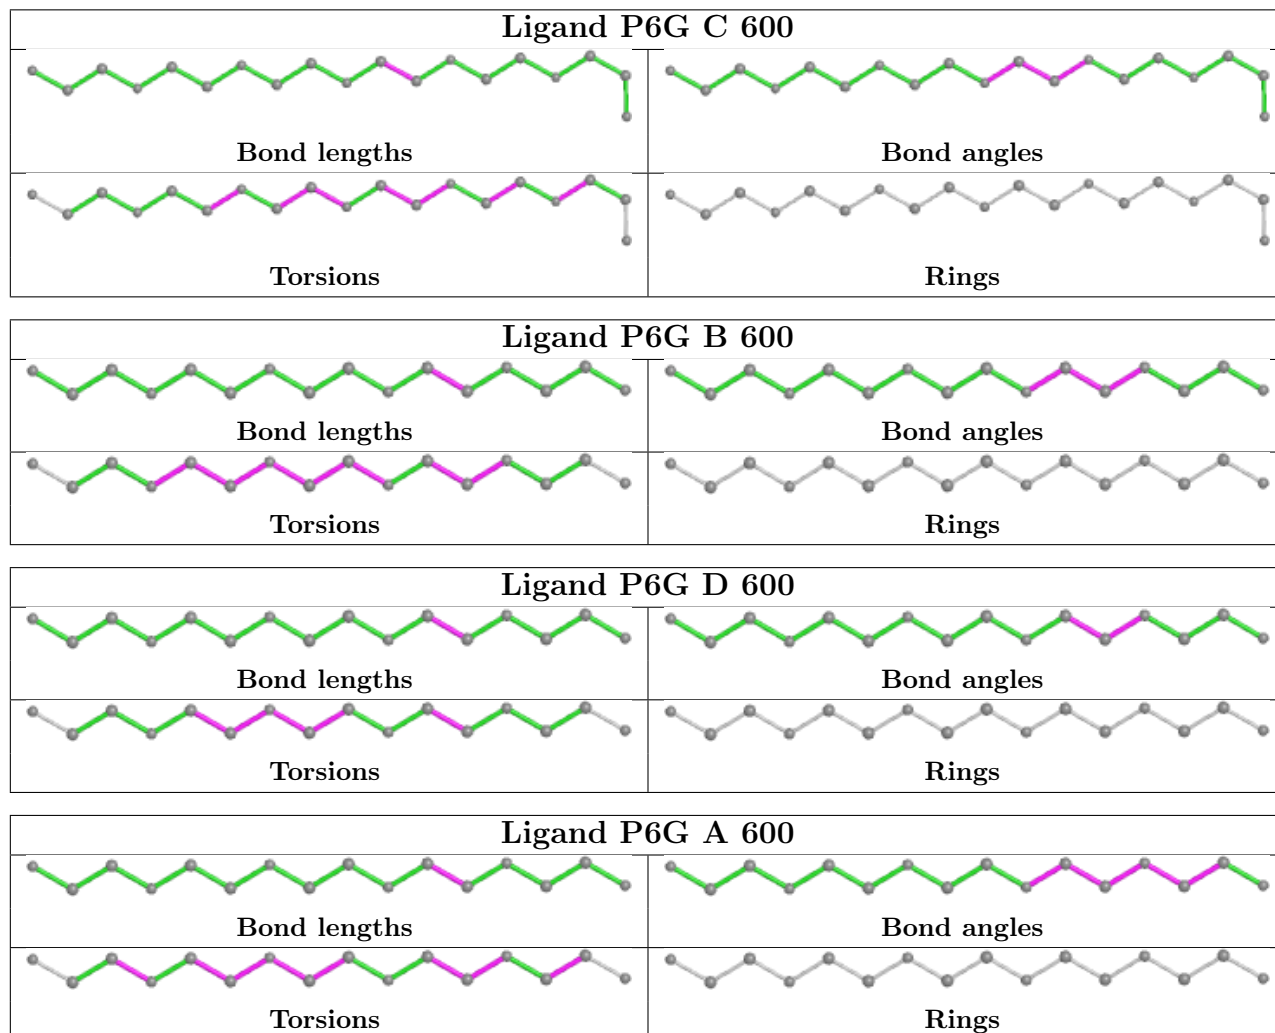 Ligand P6G C 600
Bond lengths
Bond angles
Torsions
Rings
Ligand P6G B 600
Bond lengths
Bond angles
Torsions
Rings
Ligand P6G D 600
Bond lengths
Bond angles
Torsions
Rings
Ligand P6G A 600
Bond lengths
Bond angles
Torsions
Rings